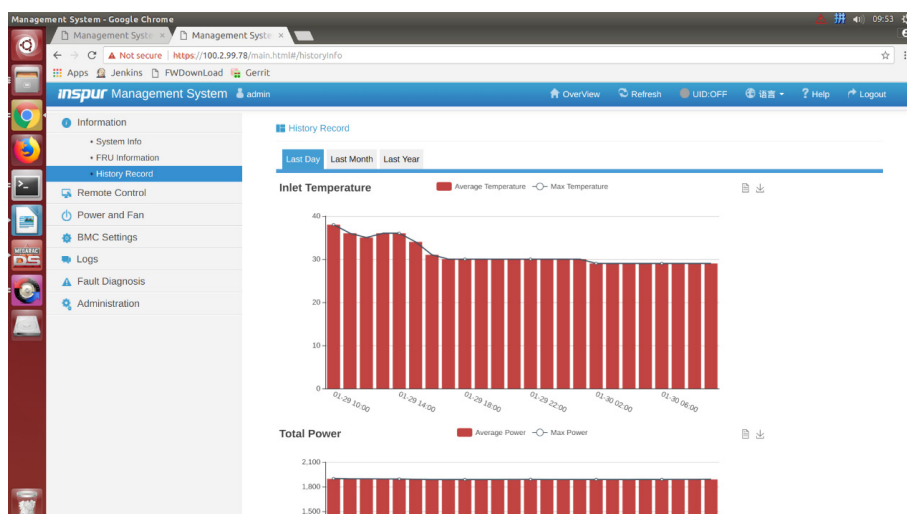 Management System - Google Chrome
拼
09:53
Management Syste ×
Management Syste ×
Not secure | https://100.2.99.78/main.html#/historyInfo
Apps Jenkins FWDownLoad Gerrit
inspur Management System admin
OverView Refresh UID:OFF 语言 Help Logout
Information
• System Info
• FRU Information
• History Record
Remote Control
Power and Fan
BMC Settings
Logs
Fault Diagnosis
Administration
History Record
Last Day Last Month Last Year
Inlet Temperature
Average Temperature Max Temperature
40
30
20
10
0
01-29 10:00 01-29 14:00 01-29 18:00 01-29 22:00 01-30 02:00 01-30 06:00
Total Power
Average Power Max Power
2,100
1,800
1,500